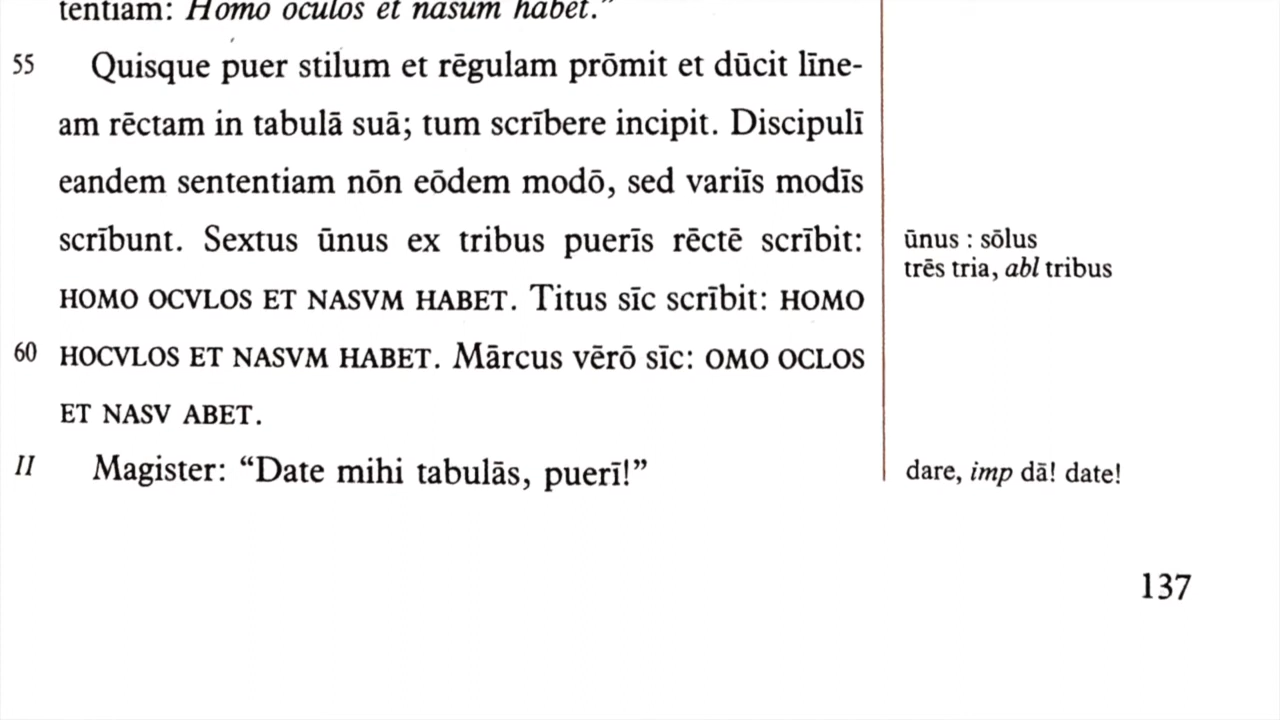 tentiam: Homo oculos et nasum habet.”
55 Quisque puer stilum et rēgulam prōmit et dūcit līne-
am rēctam in tabulā suā; tum scrībere incipit. Discipulī
eandem sententiam nōn eōdem modō, sed variīs modīs
scrībunt. Sextus ūnus ex tribus puerīs rēctē scrībit:
ūnus : sōlus
trēs tria, abl tribus
HOMO OCVLOS ET NASVM HABET. Titus sīc scrībit: HOMO
60 HOCVLOS ET NASVM HABET. Mārcus vērō sīc: OMO OCLOS
ET NASV ABET.
II Magister: “Date mihi tabulās, puerī!”
dare, imp dā! date!
137